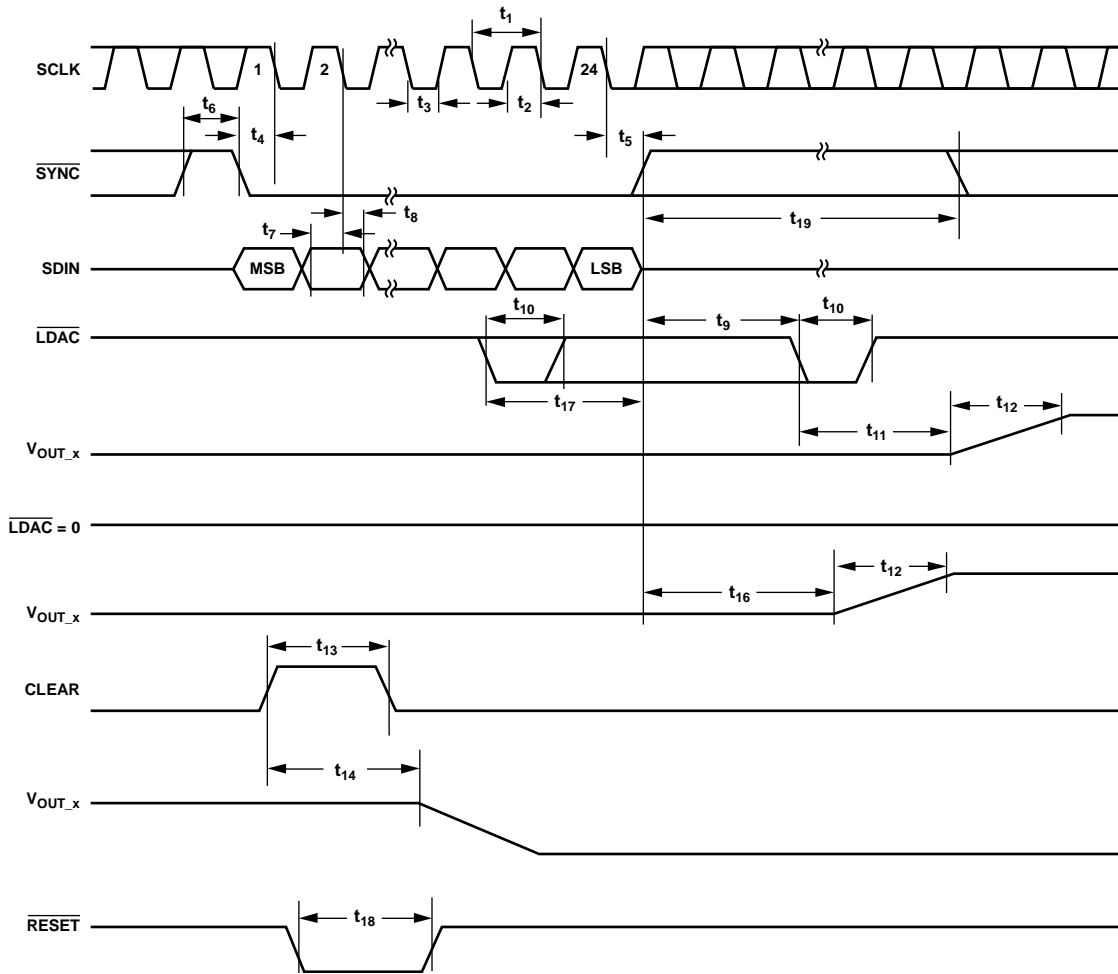 t1
SCLK 1 2 24
t3 t2
t6 t4 t5
SYNC
t19
t7 t8
SDIN MSB LSB
t10 t9 t10
LDAC
t17
t11 t12
VOUT_x
LDAC = 0
t16 t12
VOUT_x
t13
CLEAR
t14
VOUT_x
t18
RESET